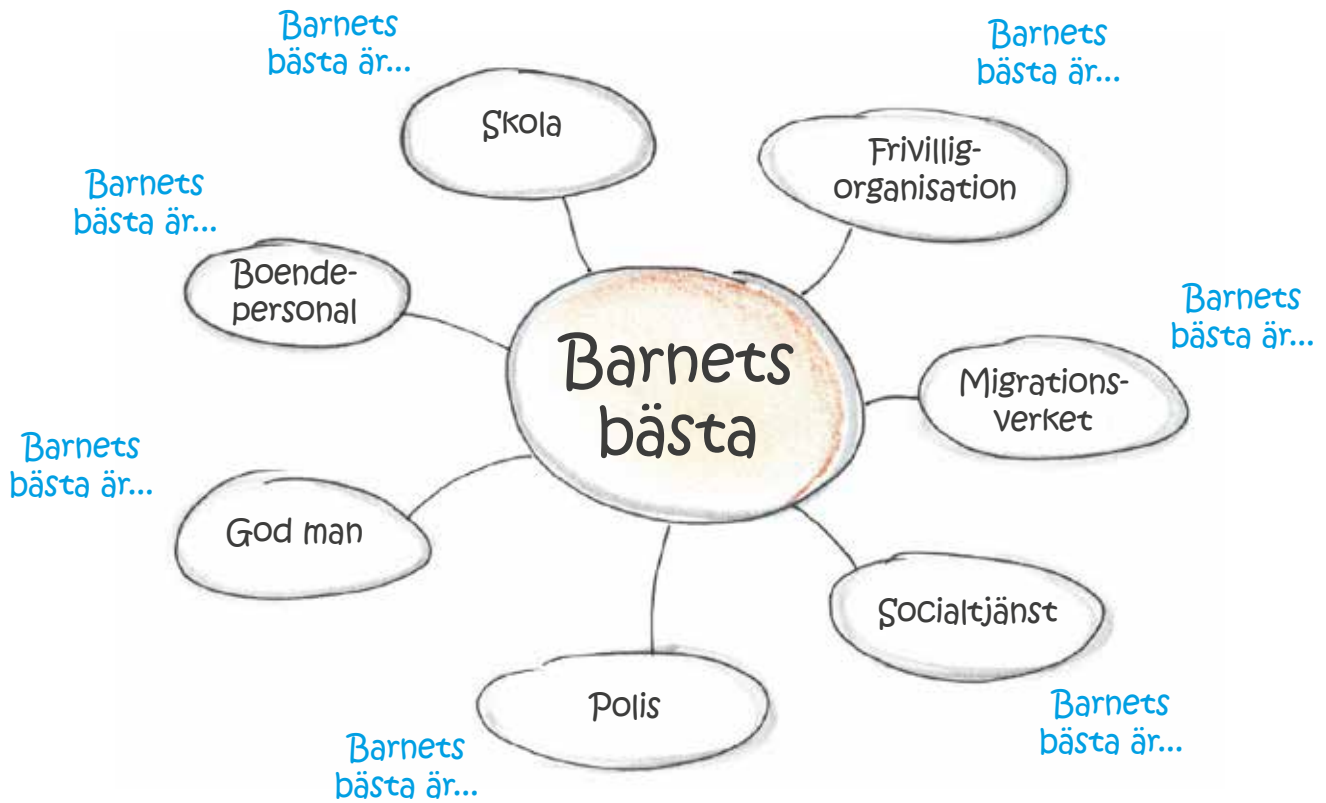 Barnets
bästa är...
Skola
Barnets
bästa är...
Frivillig-
organisation
Barnets
bästa är...
Boende-
personal
Barnets
bästa är...
Migrations-
verket
Barnets
bästa
Barnets
bästa är...
God man
Socialtjänst
Barnets
bästa är...
Polis
Barnets
bästa är...